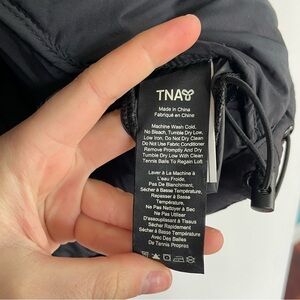 TNA
Made in China
Fabriqué en Chine
Machine Wash Cold,
No Bleach, Tumble Dry Low,
Low Iron, Do Not Dry Clean
Do Not Use Fabric Conditioner
Remove Promptly And Dry
Tumble Dry Low With Clean
Tennis Balls To Regain Loft
Laver à La Machine à
L'eau Froide,
Pas De Blanchiment,
Sécher à Basse Température,
Repasser à Basse
Température,
Ne Pas Nettoyer à Sec
Ne Pas Utiliser
D'assouplissant à Tissus
Sécher Rapidement
Sécher à Basse Température
Avec Des Balles
De Tennis Propres